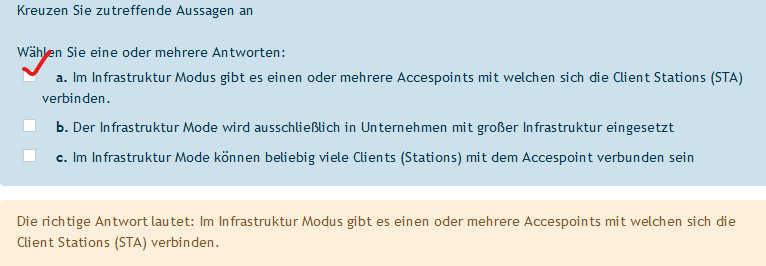 Kreuzen Sie zutreffende Aussagen an
Wählen Sie eine oder mehrere Antworten:
a. Im Infrastruktur Modus gibt es einen oder mehrere Accespoints mit welchen sich die Client Stations (STA)
verbinden.
b. Der Infrastruktur Mode wird ausschließlich in Unternehmen mit großer Infrastruktur eingesetzt
c. Im Infrastruktur Mode können beliebig viele Clients (Stations) mit dem Accespoint verbunden sein
Die richtige Antwort lautet: Im Infrastruktur Modus gibt es einen oder mehrere Accespoints mit welchen sich die
Client Stations (STA) verbinden.